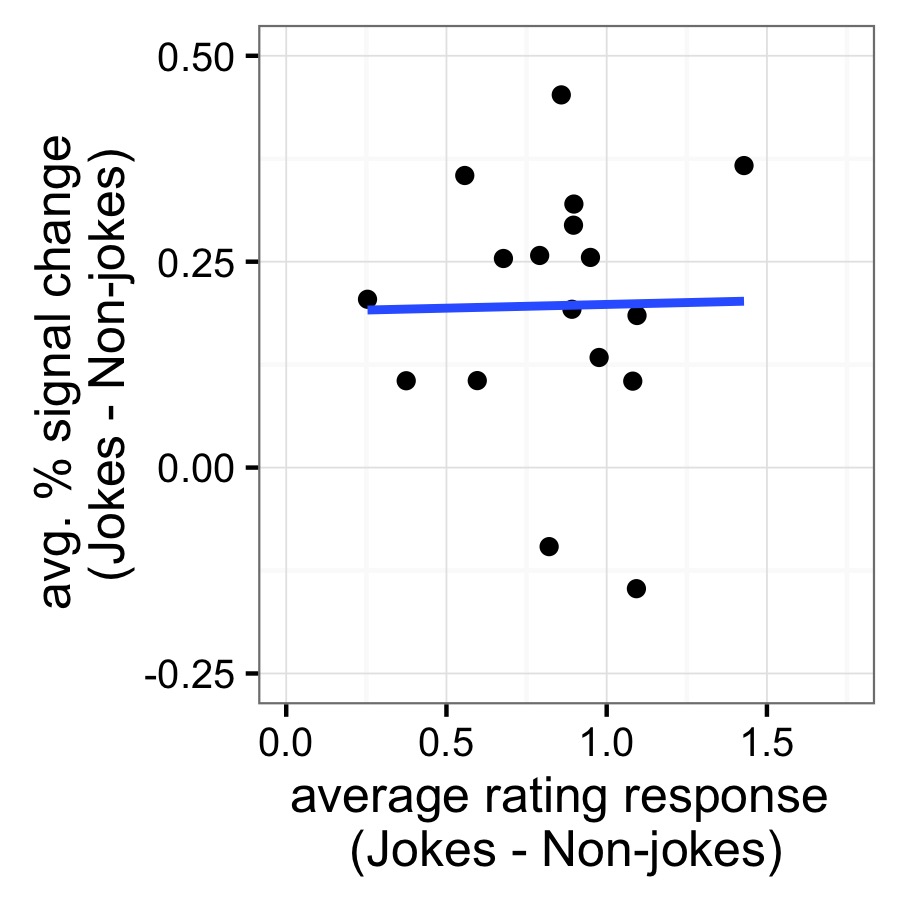 avg. % signal change
(Jokes - Non-jokes)
0.50
0.25
0.00
-0.25
0.0 0.5 1.0 1.5
average rating response
(Jokes - Non-jokes)